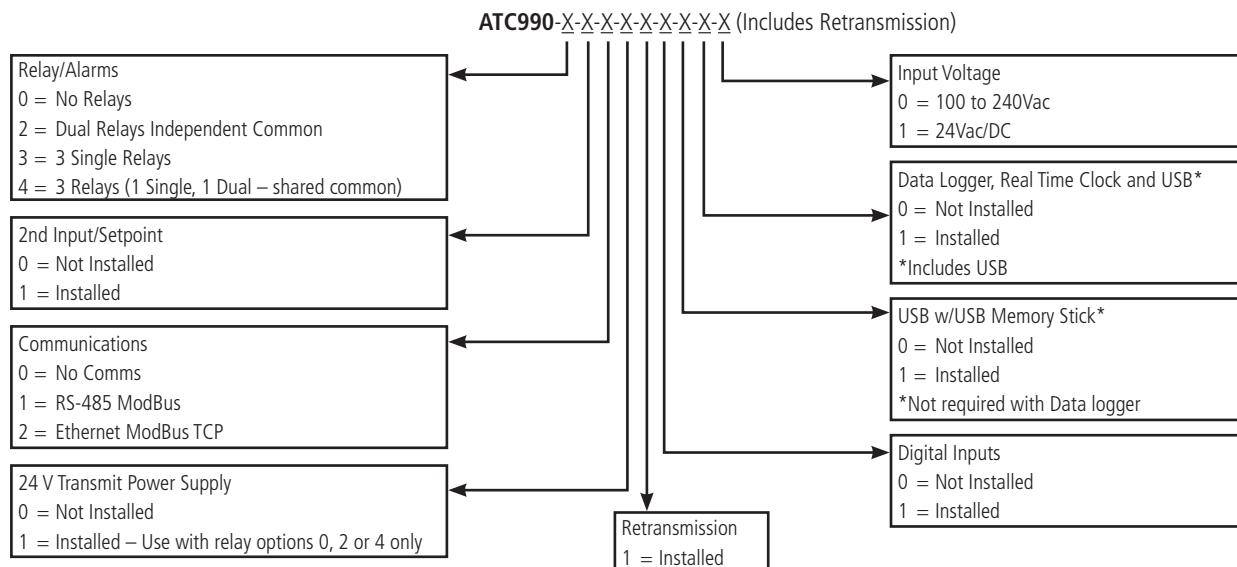 ATC990-X-X-X-X-X-X-X-X-X (Includes Retransmission)
Relay/Alarms
0 = No Relays
2 = Dual Relays Independent Common
3 = 3 Single Relays
4 = 3 Relays (1 Single, 1 Dual – shared common)
2nd Input/Setpoint
0 = Not Installed
1 = Installed
Communications
0 = No Comms
1 = RS-485 ModBus
2 = Ethernet ModBus TCP
24 V Transmit Power Supply
0 = Not Installed
1 = Installed – Use with relay options 0, 2 or 4 only
Retransmission
1 = Installed
Input Voltage
0 = 100 to 240Vac
1 = 24Vac/DC
Data Logger, Real Time Clock and USB*
0 = Not Installed
1 = Installed
*Includes USB
USB w/USB Memory Stick*
0 = Not Installed
1 = Installed
*Not required with Data logger
Digital Inputs
0 = Not Installed
1 = Installed